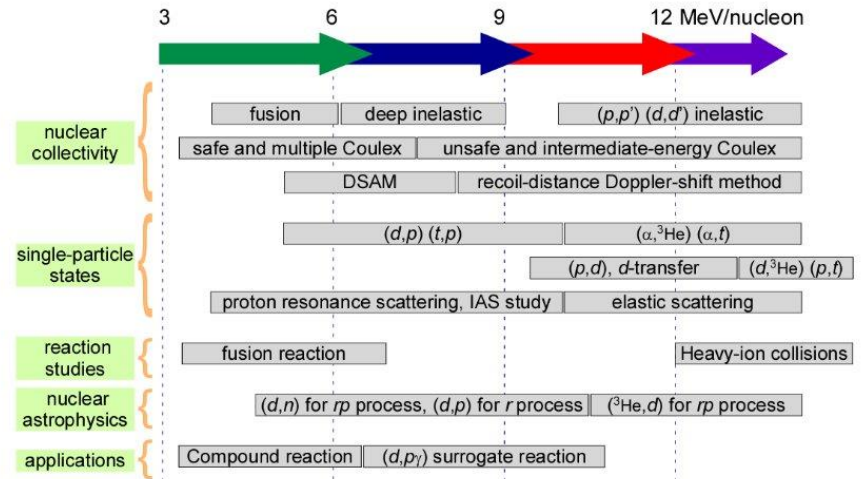 3 6 9 12 MeV/nucleon
nuclear
collectivity
fusion deep inelastic (p,p') (d,d') inelastic
safe and multiple Coulex unsafe and intermediate-energy Coulex
DSAM recoil-distance Doppler-shift method
single-particle
states
(d,p) (t,p) (α,³He) (α,t)
(p,d), d-transfer (d,³He) (p,t)
proton resonance scattering, IAS study elastic scattering
reaction
studies
fusion reaction Heavy-ion collisions
nuclear
astrophysics
(d,n) for rp process, (d,p) for r process (³He,d) for rp process
applications
Compound reaction (d,pγ) surrogate reaction